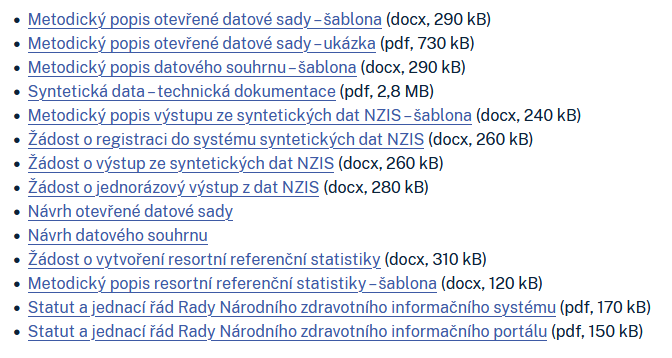 • Metodický popis otevřené datové sady – šablona (docx, 290 kB)
• Metodický popis otevřené datové sady – ukázka (pdf, 730 kB)
• Metodický popis datového souhrnu – šablona (docx, 290 kB)
• Syntetická data – technická dokumentace (pdf, 2,8 MB)
• Metodický popis výstupu ze syntetických dat NZIS – šablona (docx, 240 kB)
• Žádost o registraci do systému syntetických dat NZIS (docx, 260 kB)
• Žádost o výstup ze syntetických dat NZIS (docx, 260 kB)
• Žádost o jednorázový výstup z dat NZIS (docx, 280 kB)
• Návrh otevřené datové sady
• Návrh datového souhrnu
• Žádost o vytvoření resortní referenční statistiky (docx, 310 kB)
• Metodický popis resortní referenční statistiky – šablona (docx, 120 kB)
• Statut a jednací řád Rady Národního zdravotního informačního systému (pdf, 170 kB)
• Statut a jednací řád Rady Národního zdravotního informačního portálu (pdf, 150 kB)